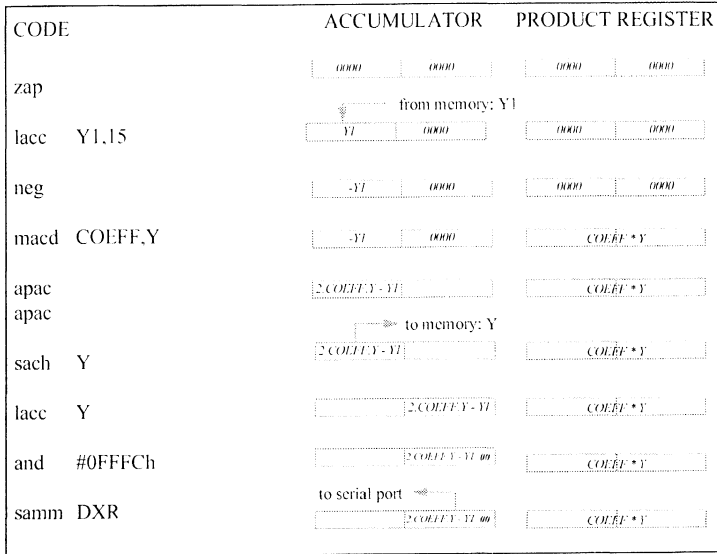 CODE ACCUMULATOR PRODUCT REGISTER
0000 0000 0000 0000
zap
from memory: Y1
lacc Y1,15 Y1 0000 0000 0000
neg -Y1 0000 0000 0000
macd COEFF,Y -Y1 0000 COEFF * Y
apac 2.COEFF.Y - Y1 COEFF * Y
apac
to memory: Y
sach Y 2.COEFF.Y - Y1 COEFF * Y
lacc Y 2.COEFF.Y - Y1 COEFF * Y
and #0FFFCh 2.COEFF.Y - Y1 00 COEFF * Y
to serial port
samm DXR 2.COEFF.Y - Y1 00 COEFF * Y